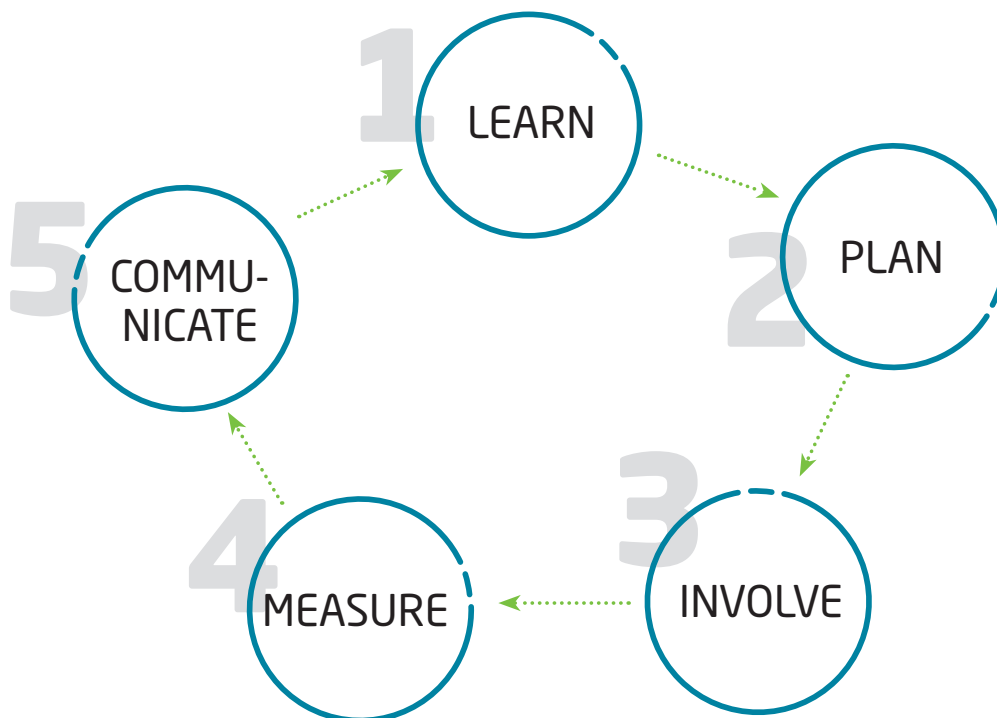 1
LEARN
2
PLAN
3
INVOLVE
4
MEASURE
5
COMMU-
NICATE